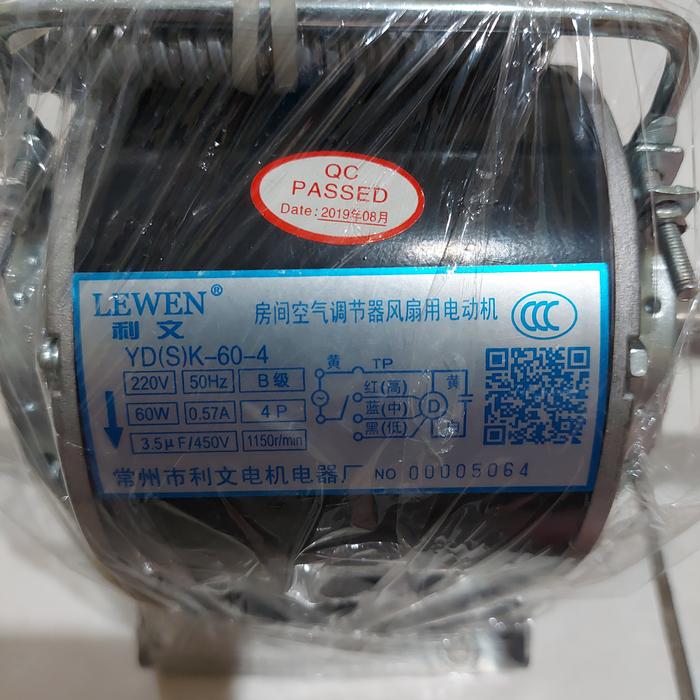 QC
PASSED
Date: 2019年08月
LEWEN®
利文
房间空气调节器风扇用电动机
CCC
YD(S)K-60-4
220V 50Hz B 级
60W 0.57A 4 P
3.5μF/450V 1150r/min
黄 TP
红(高) 黄
蓝(中) D
黑(低)
常州市利文电机电器厂 NO 00005064